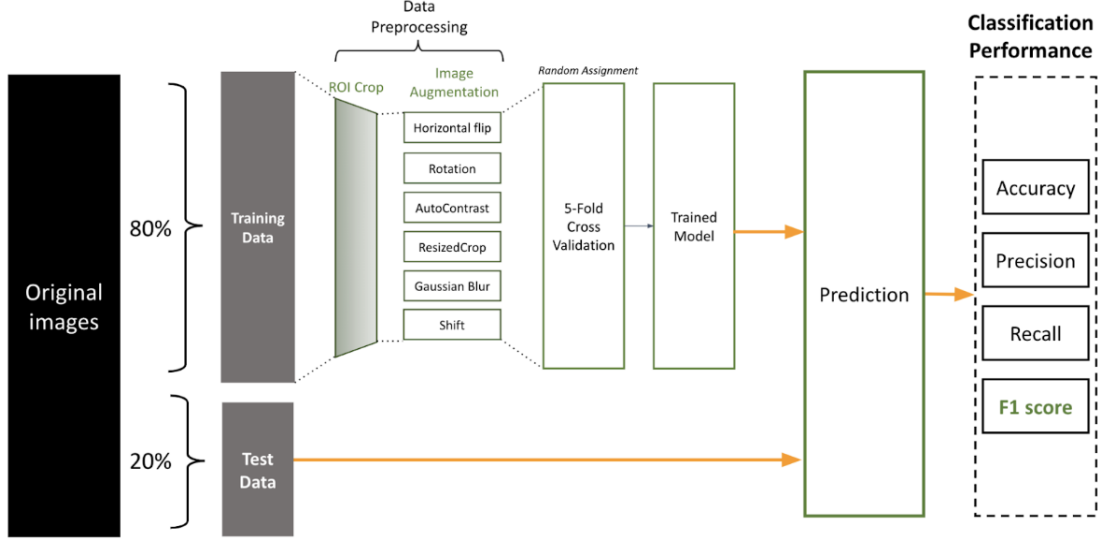 Data
Preprocessing
Classification
Performance
ROI Crop
Image
Augmentation
Random Assignment
Original
images
80%
20%
Training
Data
Test
Data
Horizontal flip
Rotation
AutoContrast
ResizedCrop
Gaussian Blur
Shift
5-Fold
Cross
Validation
Trained
Model
Prediction
Accuracy
Precision
Recall
F1 score